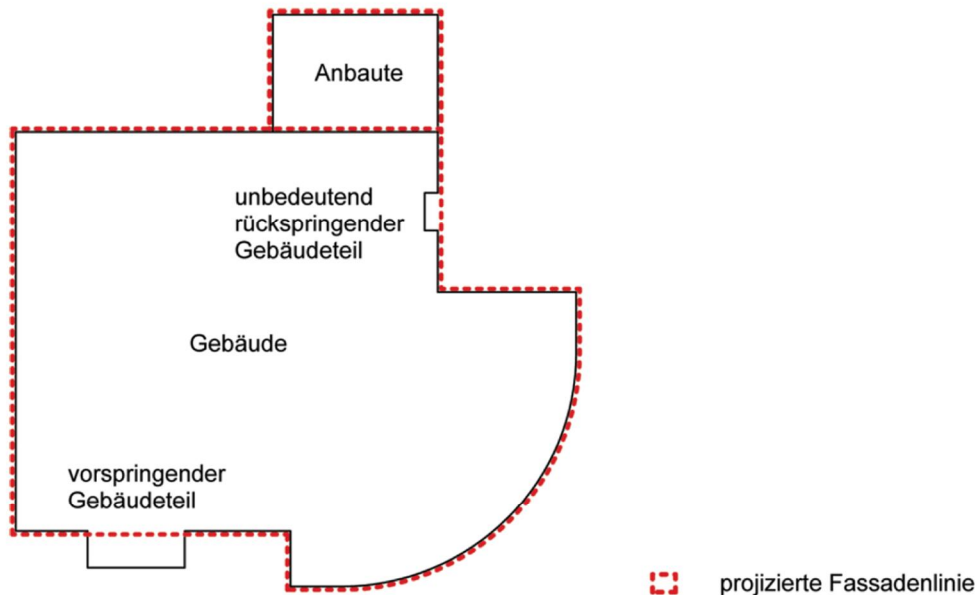 Anbaute
unbedeutend
rückspringender
Gebäudeteil
Gebäude
vorspringender
Gebäudeteil
projizierte Fassadenlinie